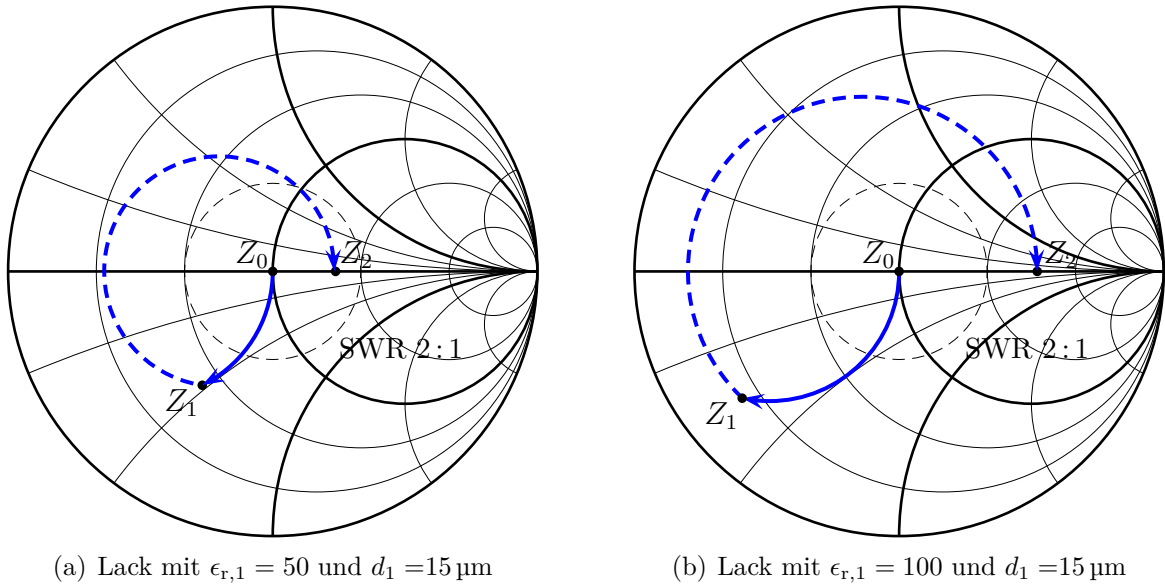 Z₀ Z₂
SWR 2:1
Z₁
(a) Lack mit ϵr,1 = 50 und d₁ =15 µm
Z₀ Z₂
SWR 2:1
Z₁
(b) Lack mit ϵr,1 = 100 und d₁ =15 µm